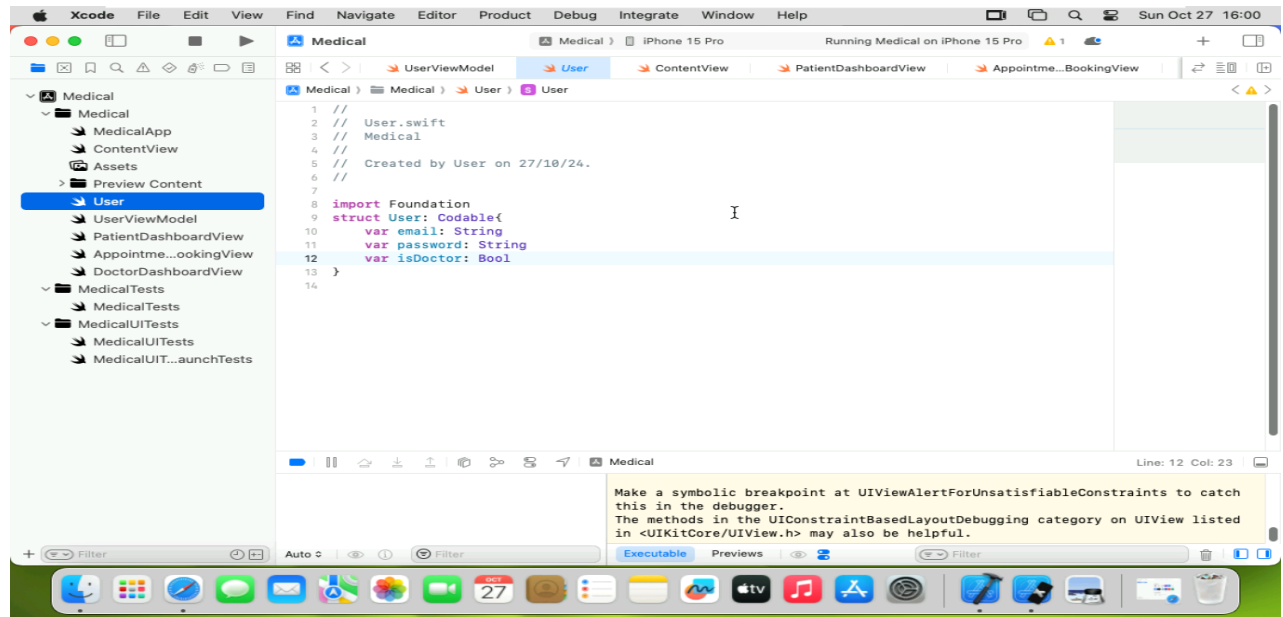 Xcode File Edit View Find Navigate Editor Product Debug Integrate Window Help Sun Oct 27 16:00
Medical Medical 〉 iPhone 15 Pro Running Medical on iPhone 15 Pro 1
UserViewModel User ContentView PatientDashboardView Appointme...BookingView
Medical 〉 Medical 〉 User 〉 S User
Medical
Medical
MedicalApp
ContentView
Assets
Preview Content
User
UserViewModel
PatientDashboardView
Appointme...ookingView
DoctorDashboardView
MedicalTests
MedicalTests
MedicalUITests
MedicalUITests
MedicalUIT...aunchTests
1 //
2 // User.swift
3 // Medical
4 //
5 // Created by User on 27/10/24.
6 //
7
8 import Foundation
9 struct User: Codable{
10 var email: String
11 var password: String
12 var isDoctor: Bool
13 }
14
Medical Line: 12 Col: 23
Make a symbolic breakpoint at UIViewAlertForUnsatisfiableConstraints to catch
this in the debugger.
The methods in the UIConstraintBasedLayoutDebugging category on UIView listed
in <UIKitCore/UIView.h> may also be helpful.
Filter Auto Filter Executable Previews Filter
OCT
27
tv